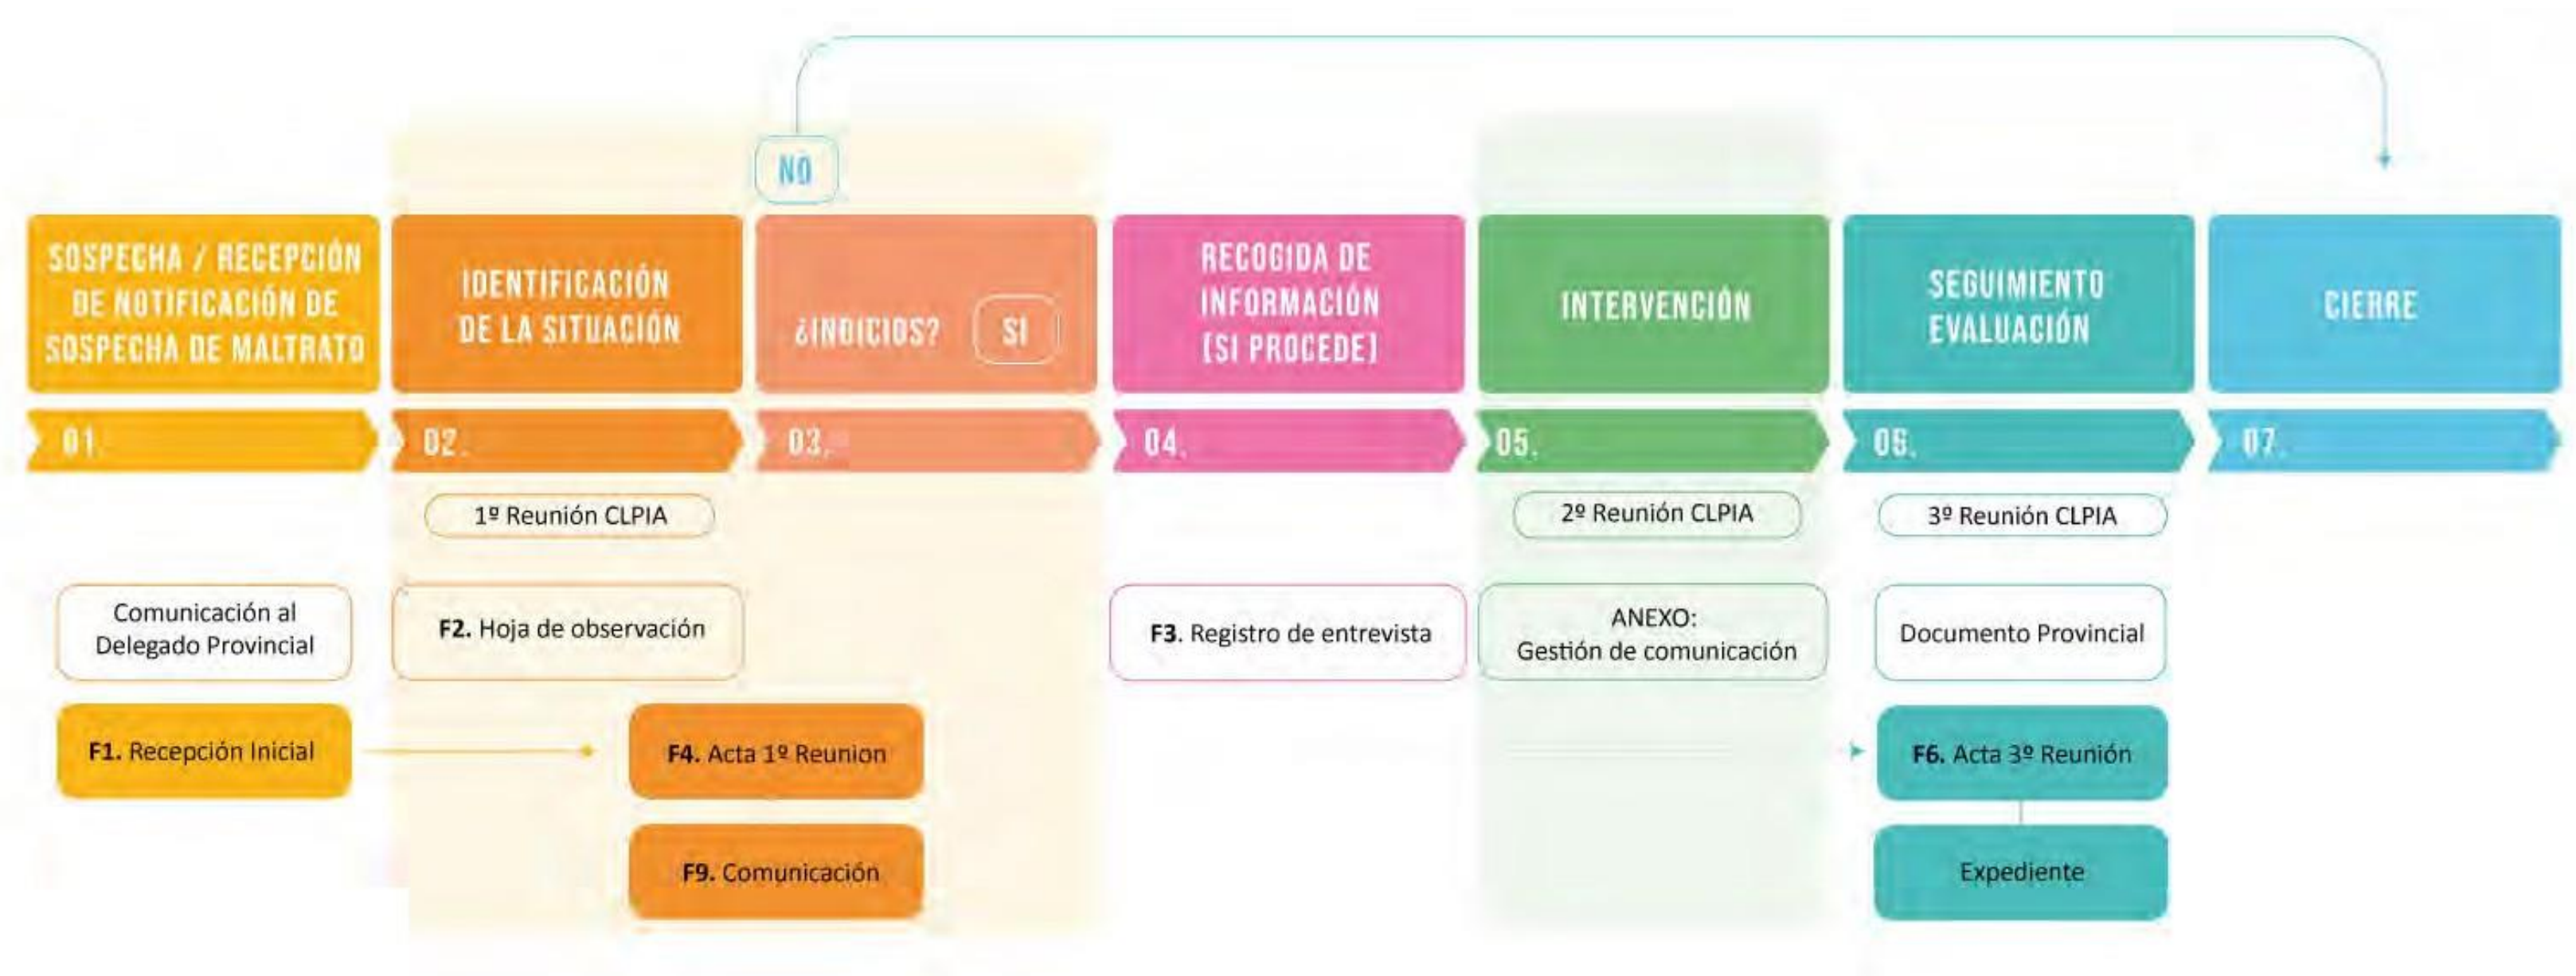 NO
SOSPECHA / RECEPCIÓN
DE NOTIFICACIÓN DE
SOSPECHA DE MALTRATO
IDENTIFICACIÓN
DE LA SITUACIÓN
¿INDICIOS? SI
RECOGIDA DE
INFORMACIÓN
(SI PROCEDE)
INTERVENCIÓN
SEGUIMIENTO
EVALUACIÓN
CIERRE
01.
02.
03.
04.
05.
06.
07.
1º Reunión CLPIA
2º Reunión CLPIA
3º Reunión CLPIA
Comunicación al
Delegado Provincial
F2. Hoja de observación
F3. Registro de entrevista
ANEXO:
Gestión de comunicación
Documento Provincial
F1. Recepción Inicial
F4. Acta 1º Reunion
F6. Acta 3º Reunión
F9. Comunicación
Expediente